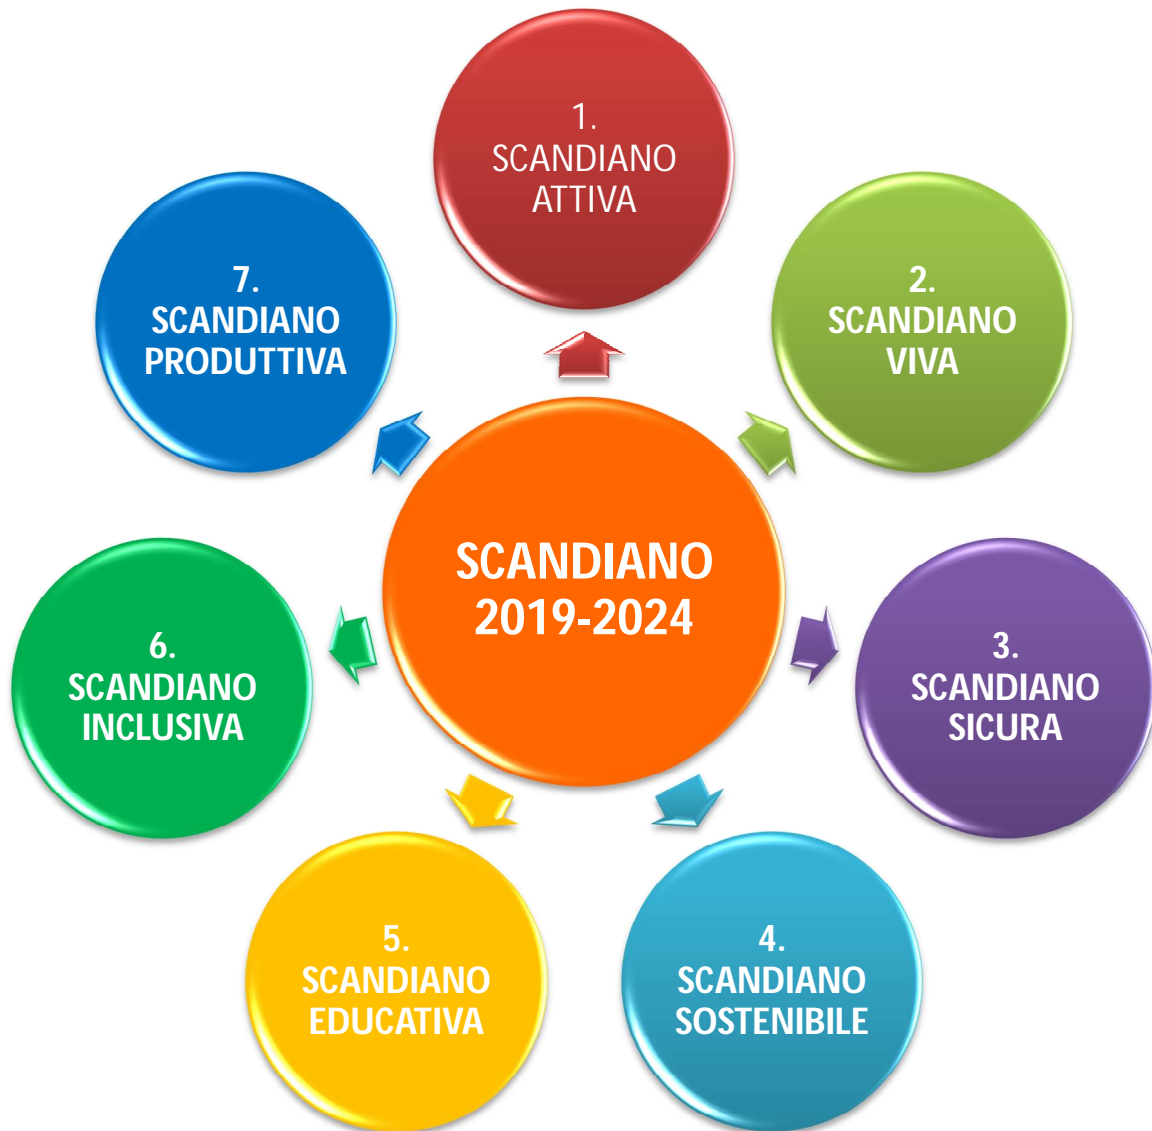 1.
SCANDIANO
ATTIVA
2.
SCANDIANO
VIVA
3.
SCANDIANO
SICURA
4.
SCANDIANO
SOSTENIBILE
5.
SCANDIANO
EDUCATIVA
6.
SCANDIANO
INCLUSIVA
7.
SCANDIANO
PRODUTTIVA
SCANDIANO
2019-2024